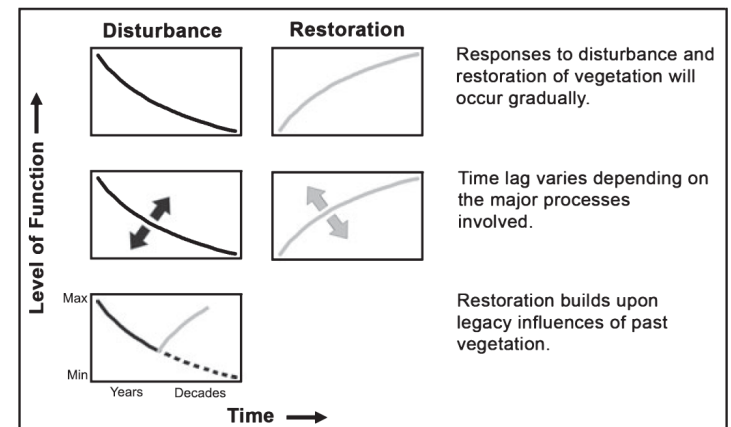 Disturbance
Restoration
Responses to disturbance and
restoration of vegetation will
occur gradually.
Time lag varies depending on
the major processes
involved.
Restoration builds upon
legacy influences of past
vegetation.
Level of Function
Max
Min
Years
Decades
Time